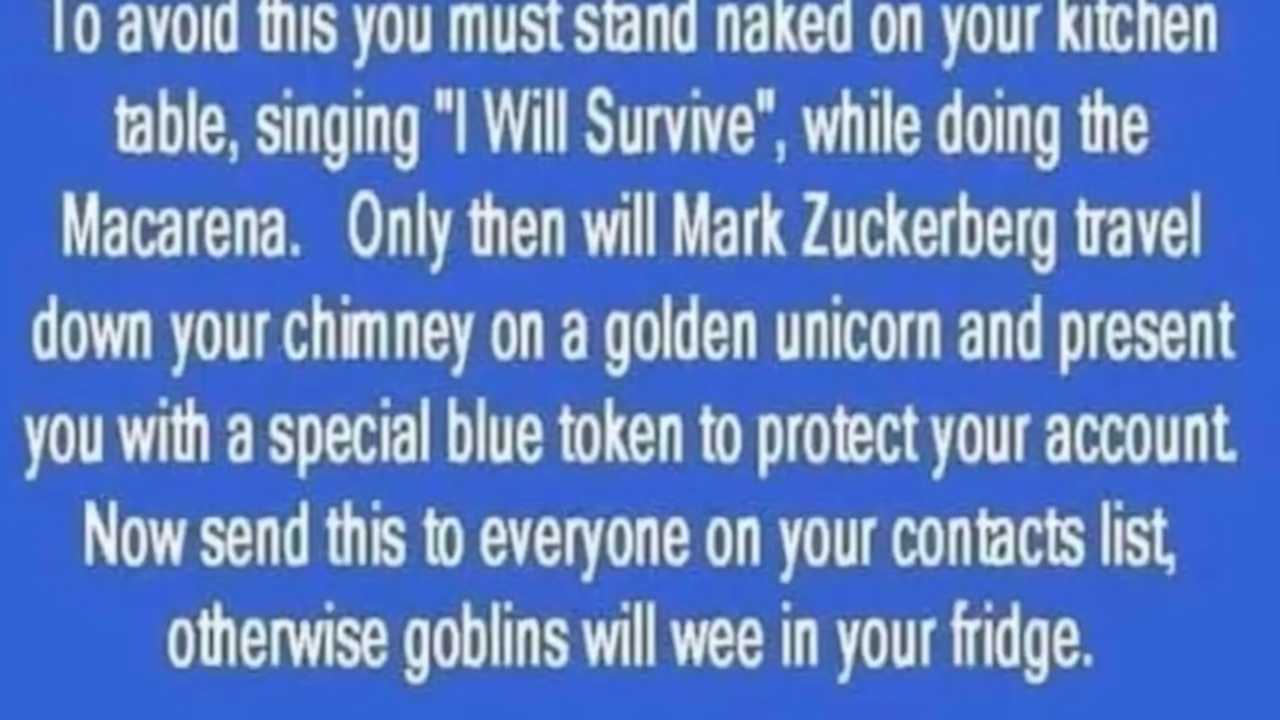 To avoid this you must stand naked on your kitchen
table, singing "I Will Survive", while doing the
Macarena. Only then will Mark Zuckerberg travel
down your chimney on a golden unicorn and present
you with a special blue token to protect your account.
Now send this to everyone on your contacts list,
otherwise goblins will wee in your fridge.